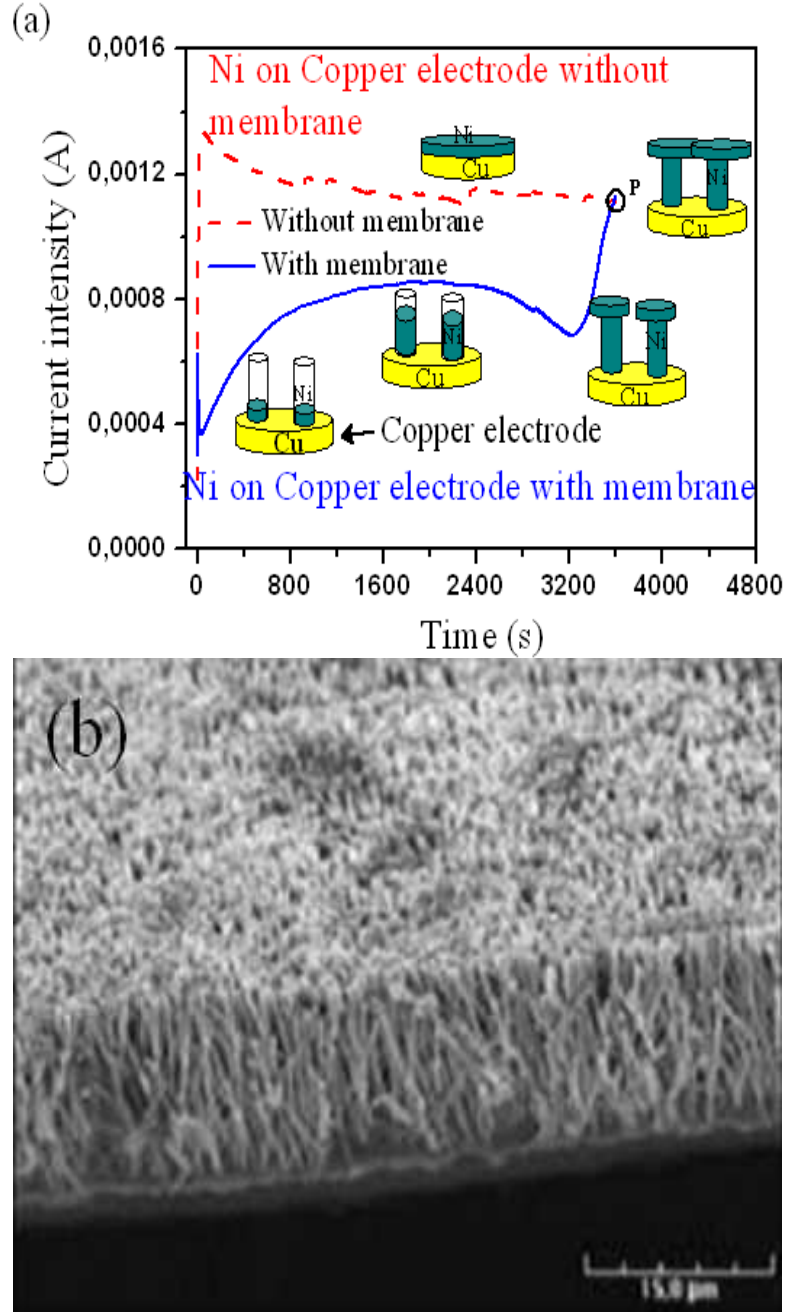 (a)
0,0016
0,0012
0,0008
0,0004
0,0000
Current intensity (A)
Ni on Copper electrode without
membrane
Ni
Cu
P
Ni
Cu
Without membrane
With membrane
Ni
Cu
Ni
Cu
Ni
Cu
Copper electrode
Ni on Copper electrode with membrane
0 800 1600 2400 3200 4000 4800
Time (s)
(b)
15.0 µm